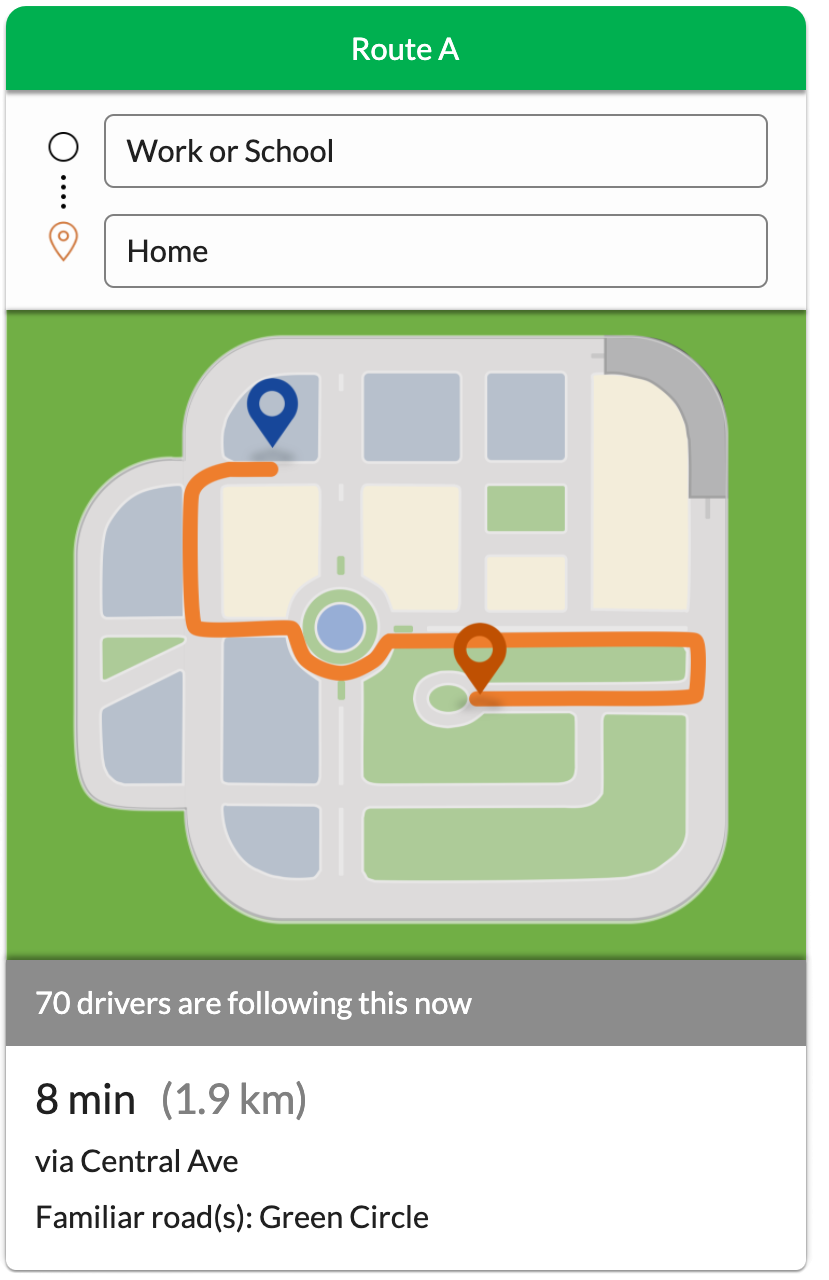 Route A
Work or School
Home
70 drivers are following this now
8 min (1.9 km)
via Central Ave
Familiar road(s): Green Circle